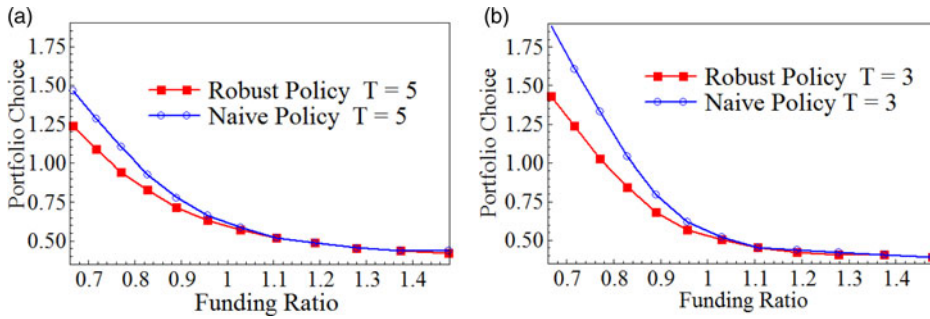 (a)
Portfolio Choice
1.75
1.50
1.25
1.00
0.75
0.50
Robust Policy T = 5
Naive Policy T = 5
0.7 0.8 0.9 1 1.1 1.2 1.3 1.4
Funding Ratio
(b)
Portfolio Choice
1.75
1.50
1.25
1.00
0.75
0.50
Robust Policy T = 3
Naive Policy T = 3
0.7 0.8 0.9 1 1.1 1.2 1.3 1.4
Funding Ratio